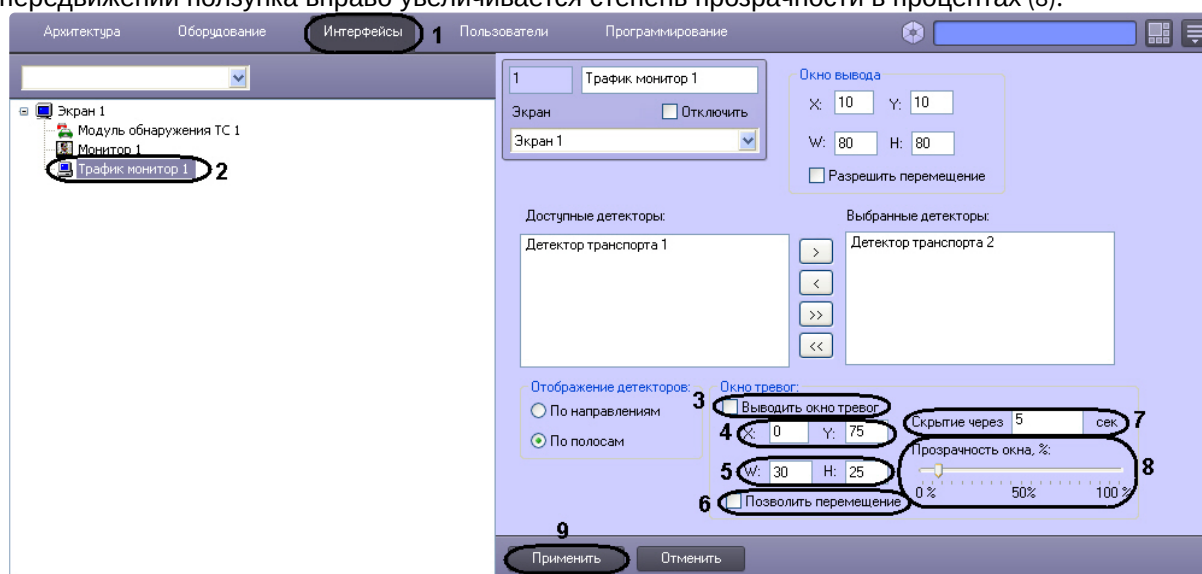 передвижении ползунка вправо увеличивается степень прозрачности в процентах (8).
Архитектура Оборудование Интерфейсы 1 Пользователи Программирование
Экран 1
Модуль обнаружения ТС 1
Монитор 1
Трафик монитор 1 2
1 Трафик монитор 1
Экран Отключить
Экран 1
Окно вывода
X: 10 Y: 10
W: 80 H: 80
Разрешить перемещение
Доступные детекторы:
Детектор транспорта 1
>
<
>>
<<
Выбранные детекторы:
Детектор транспорта 2
Отображение детекторов:
По направлениям
По полосам
Окно тревог:
3 Выводить окно тревог
4 X: 0 Y: 75
5 W: 30 H: 25
6 Позволить перемещение
Скрытие через 5 сек 7
Прозрачность окна, %:
8
0 % 50% 100 %
9
Применить Отменить